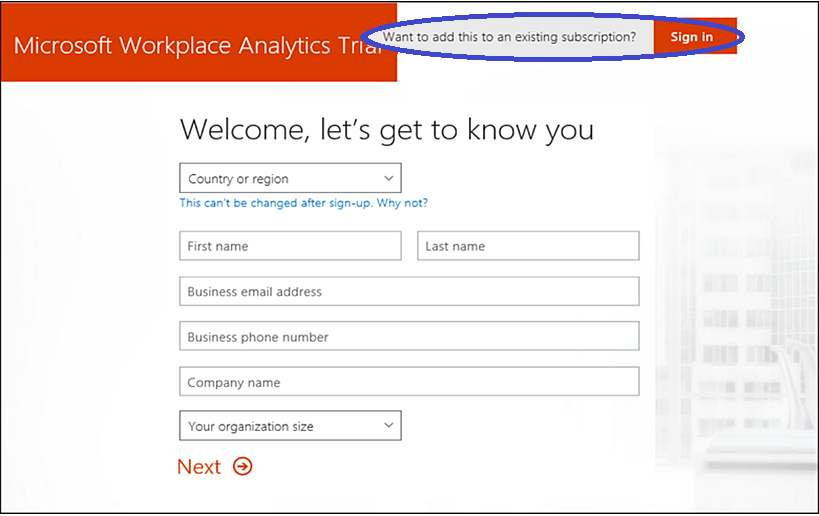 Microsoft Workplace Analytics Trial
Want to add this to an existing subscription?
Sign in
Welcome, let's get to know you
Country or region
This can't be changed after sign-up. Why not?
First name
Last name
Business email address
Business phone number
Company name
Your organization size
Next